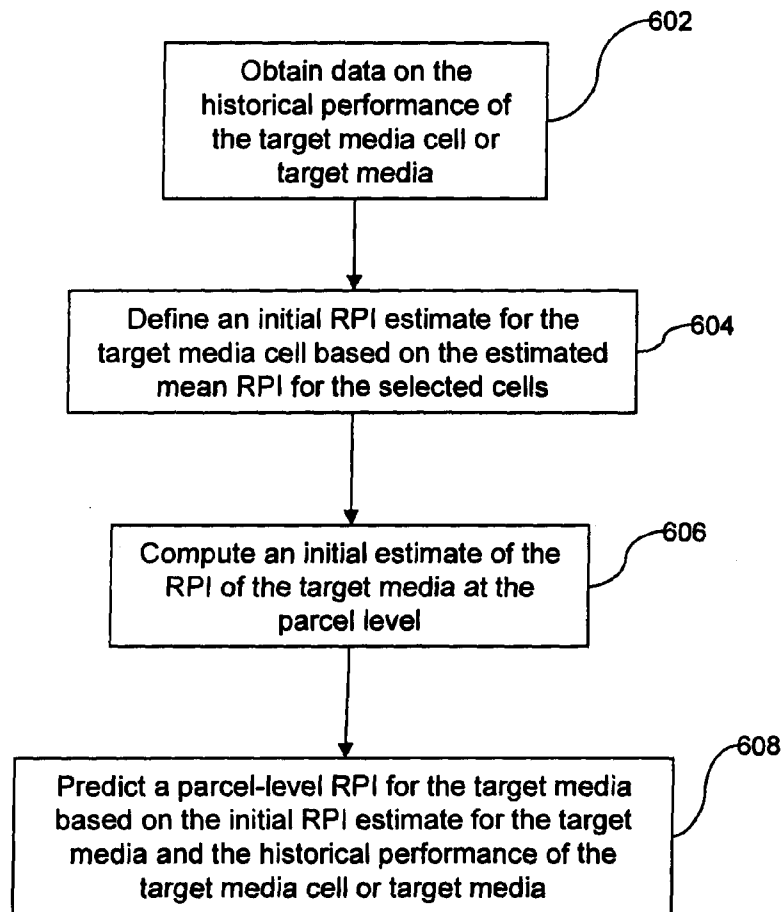 602
Obtain data on the
historical performance of
the target media cell or
target media
604
Define an initial RPI estimate for the
target media cell based on the estimated
mean RPI for the selected cells
606
Compute an initial estimate of the
RPI of the target media at the
parcel level
608
Predict a parcel-level RPI for the target media
based on the initial RPI estimate for the target
media and the historical performance of the
target media cell or target media